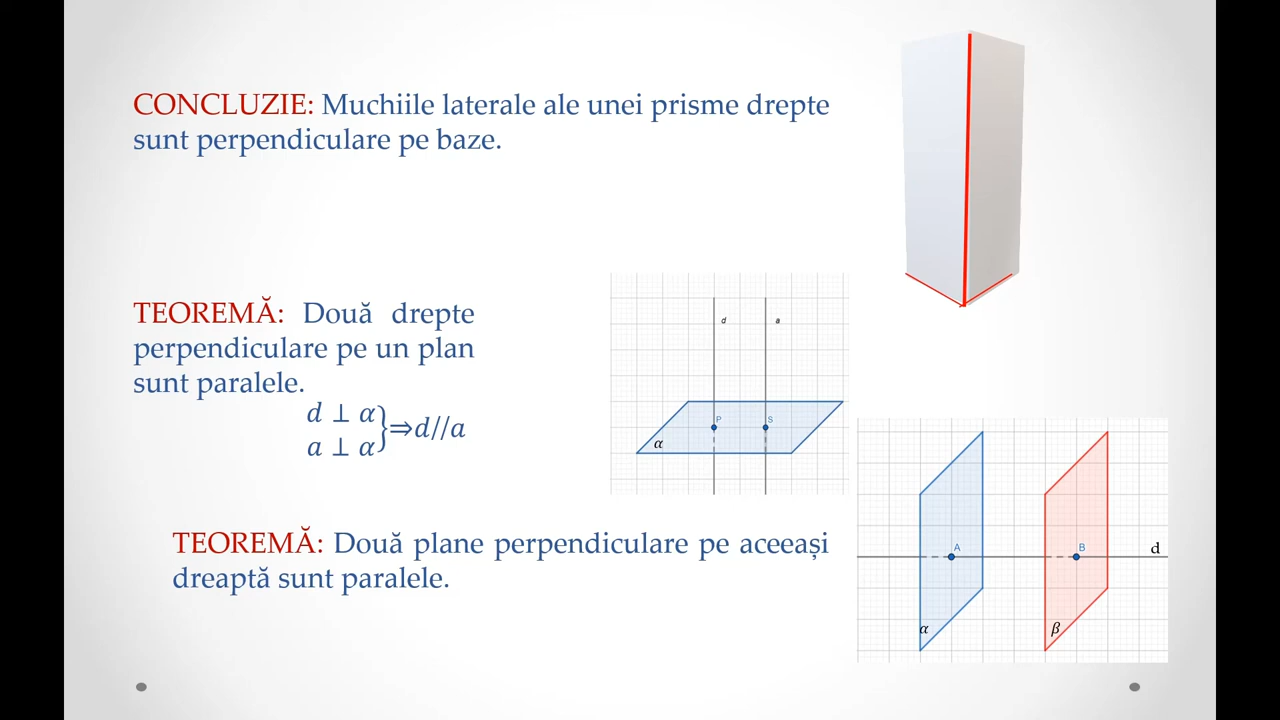 CONCLUZIE: Muchiile laterale ale unei prisme drepte
sunt perpendiculare pe baze.
TEOREMĂ: Două drepte
perpendiculare pe un plan
sunt paralele.
d ⊥ α
a ⊥ α
}⇒d//a
d a
P S
α
TEOREMĂ: Două plane perpendiculare pe aceeași
dreaptă sunt paralele.
A B d
α β